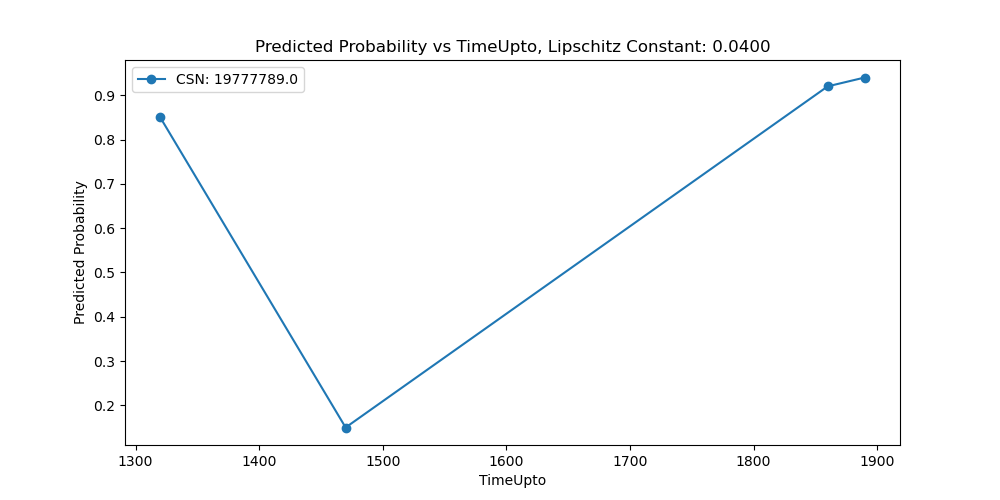 Predicted Probability vs TimeUpto, Lipschitz Constant: 0.0400
CSN: 19777789.0
Predicted Probability
0.9
0.8
0.7
0.6
0.5
0.4
0.3
0.2
1300 1400 1500 1600 1700 1800 1900
TimeUpto